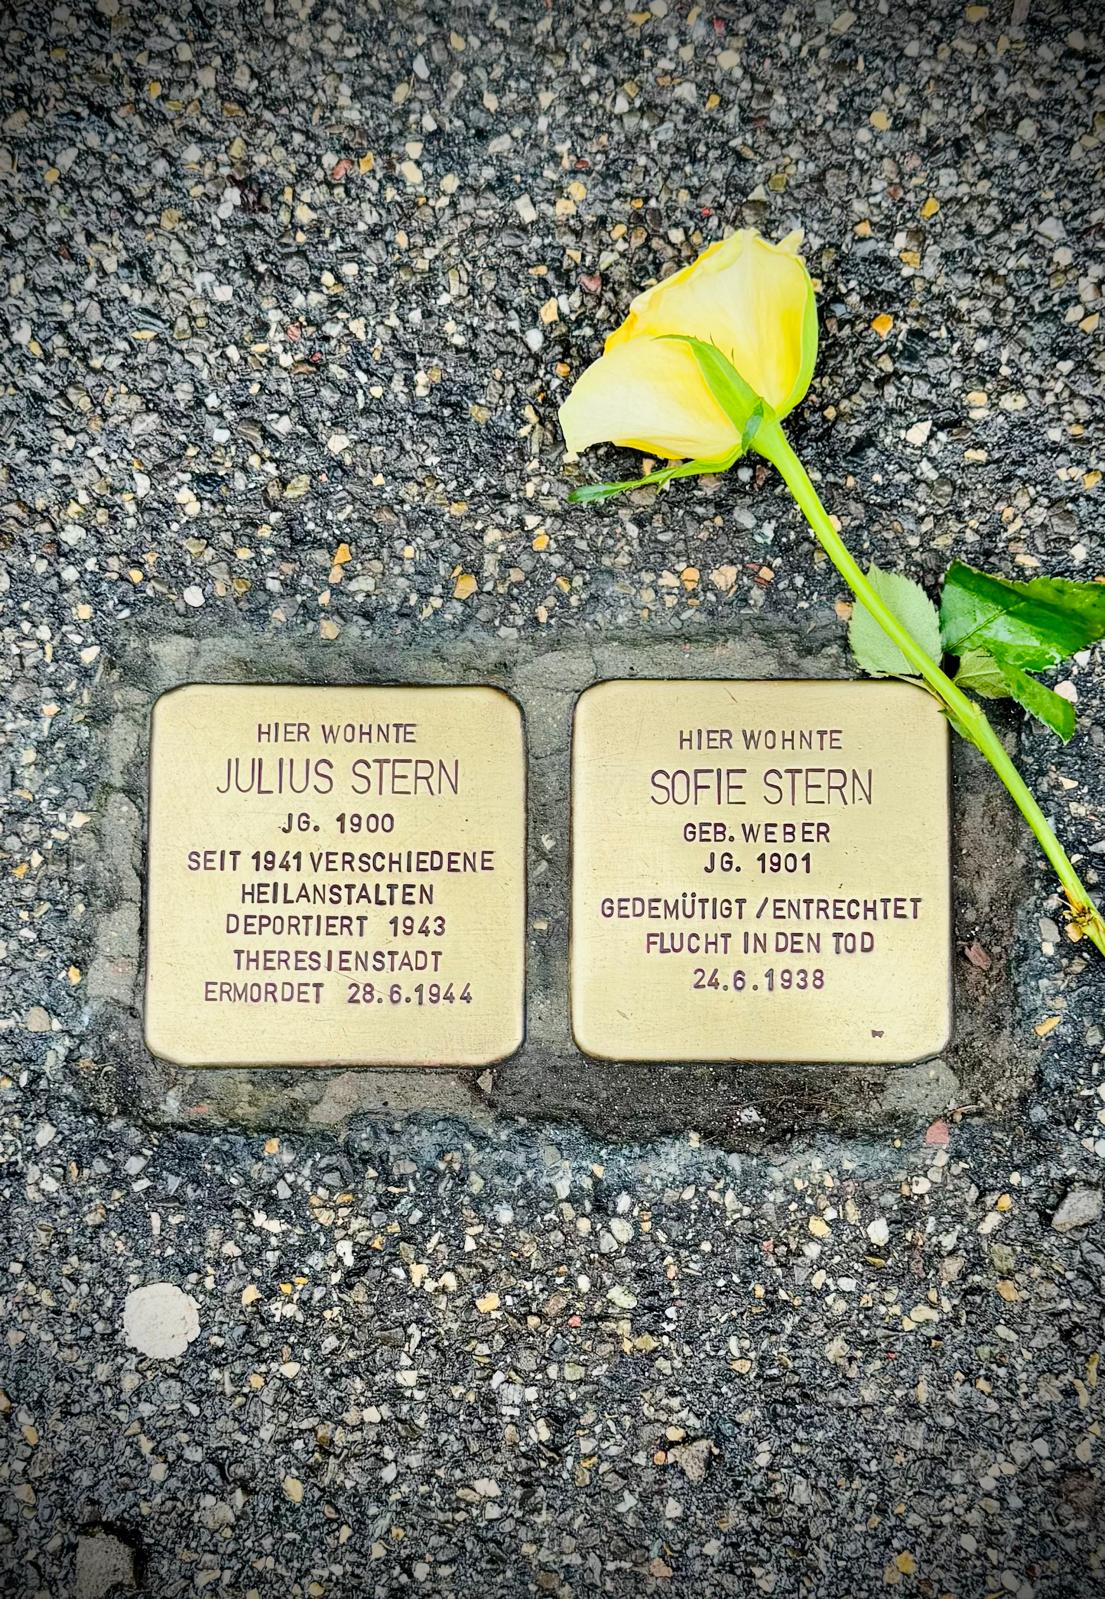 HIER WOHNTE
JULIUS STERN
JG. 1900
SEIT 1941 VERSCHIEDENE
HEILANSTALTEN
DEPORTIERT 1943
THERESIENSTADT
ERMORDET 28.6.1944
HIER WOHNTE
SOFIE STERN
GEB. WEBER
JG. 1901
GEDEMÜTIGT / ENTRECHTET
FLUCHT IN DEN TOD
24.6.1938